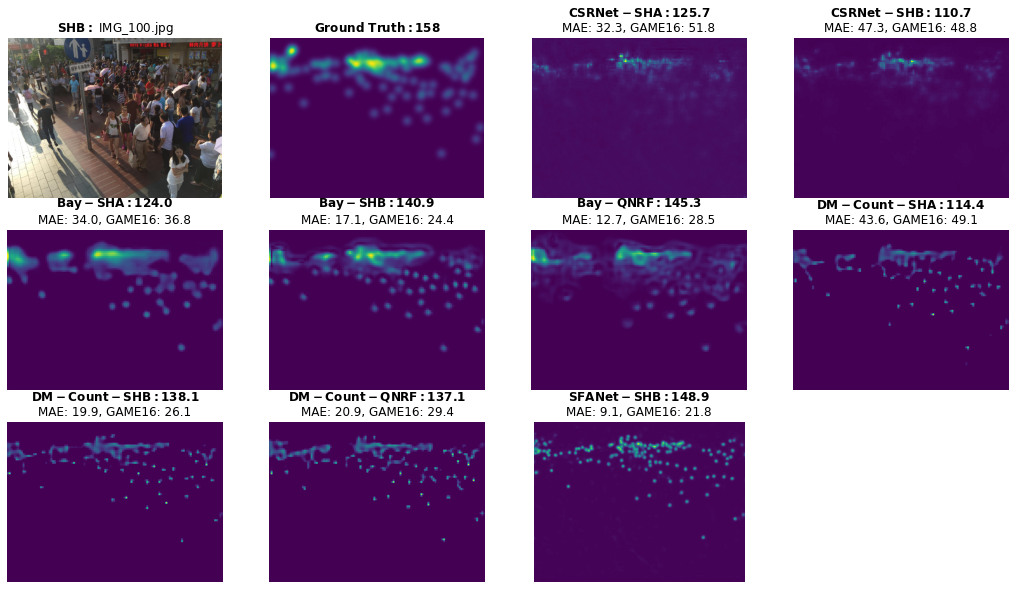 SHB: IMG_100.jpg
Ground Truth:158
CSRNet-SHA:125.7
MAE: 32.3, GAME16: 51.8
CSRNet-SHB:110.7
MAE: 47.3, GAME16: 48.8
Bay-SHA:124.0
MAE: 34.0, GAME16: 36.8
Bay-SHB:140.9
MAE: 17.1, GAME16: 24.4
Bay-QNRF:145.3
MAE: 12.7, GAME16: 28.5
DM-Count-SHA:114.4
MAE: 43.6, GAME16: 49.1
DM-Count-SHB:138.1
MAE: 19.9, GAME16: 26.1
DM-Count-QNRF:137.1
MAE: 20.9, GAME16: 29.4
SFANet-SHB:148.9
MAE: 9.1, GAME16: 21.8